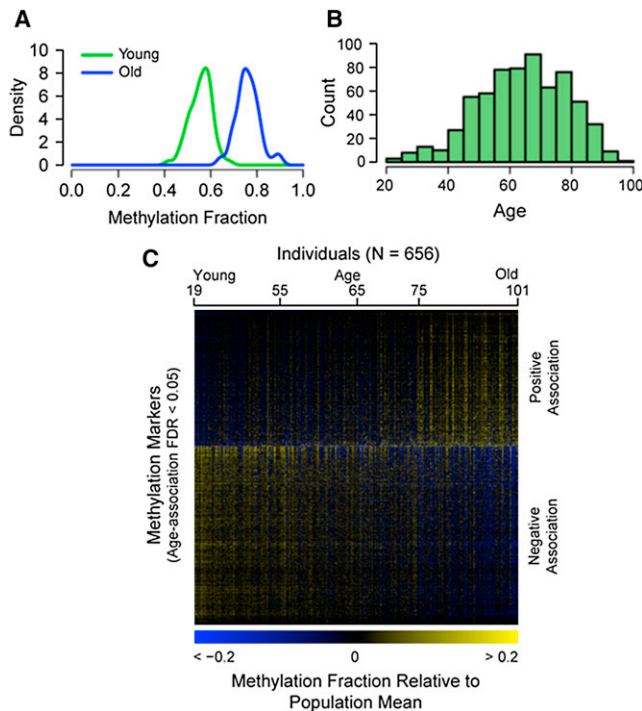 A
Young
Old
Density
10
8
6
4
2
0
0.0 0.2 0.4 0.6 0.8 1.0
Methylation Fraction
B
Count
100
80
60
40
20
0
20 40 60 80 100
Age
C
Individuals (N = 656)
Young Age Old
19 55 65 75 101
Methylation Markers
(Age-association FDR < 0.05)
Positive
Association
Negative
Association
< −0.2 0 > 0.2
Methylation Fraction Relative to
Population Mean